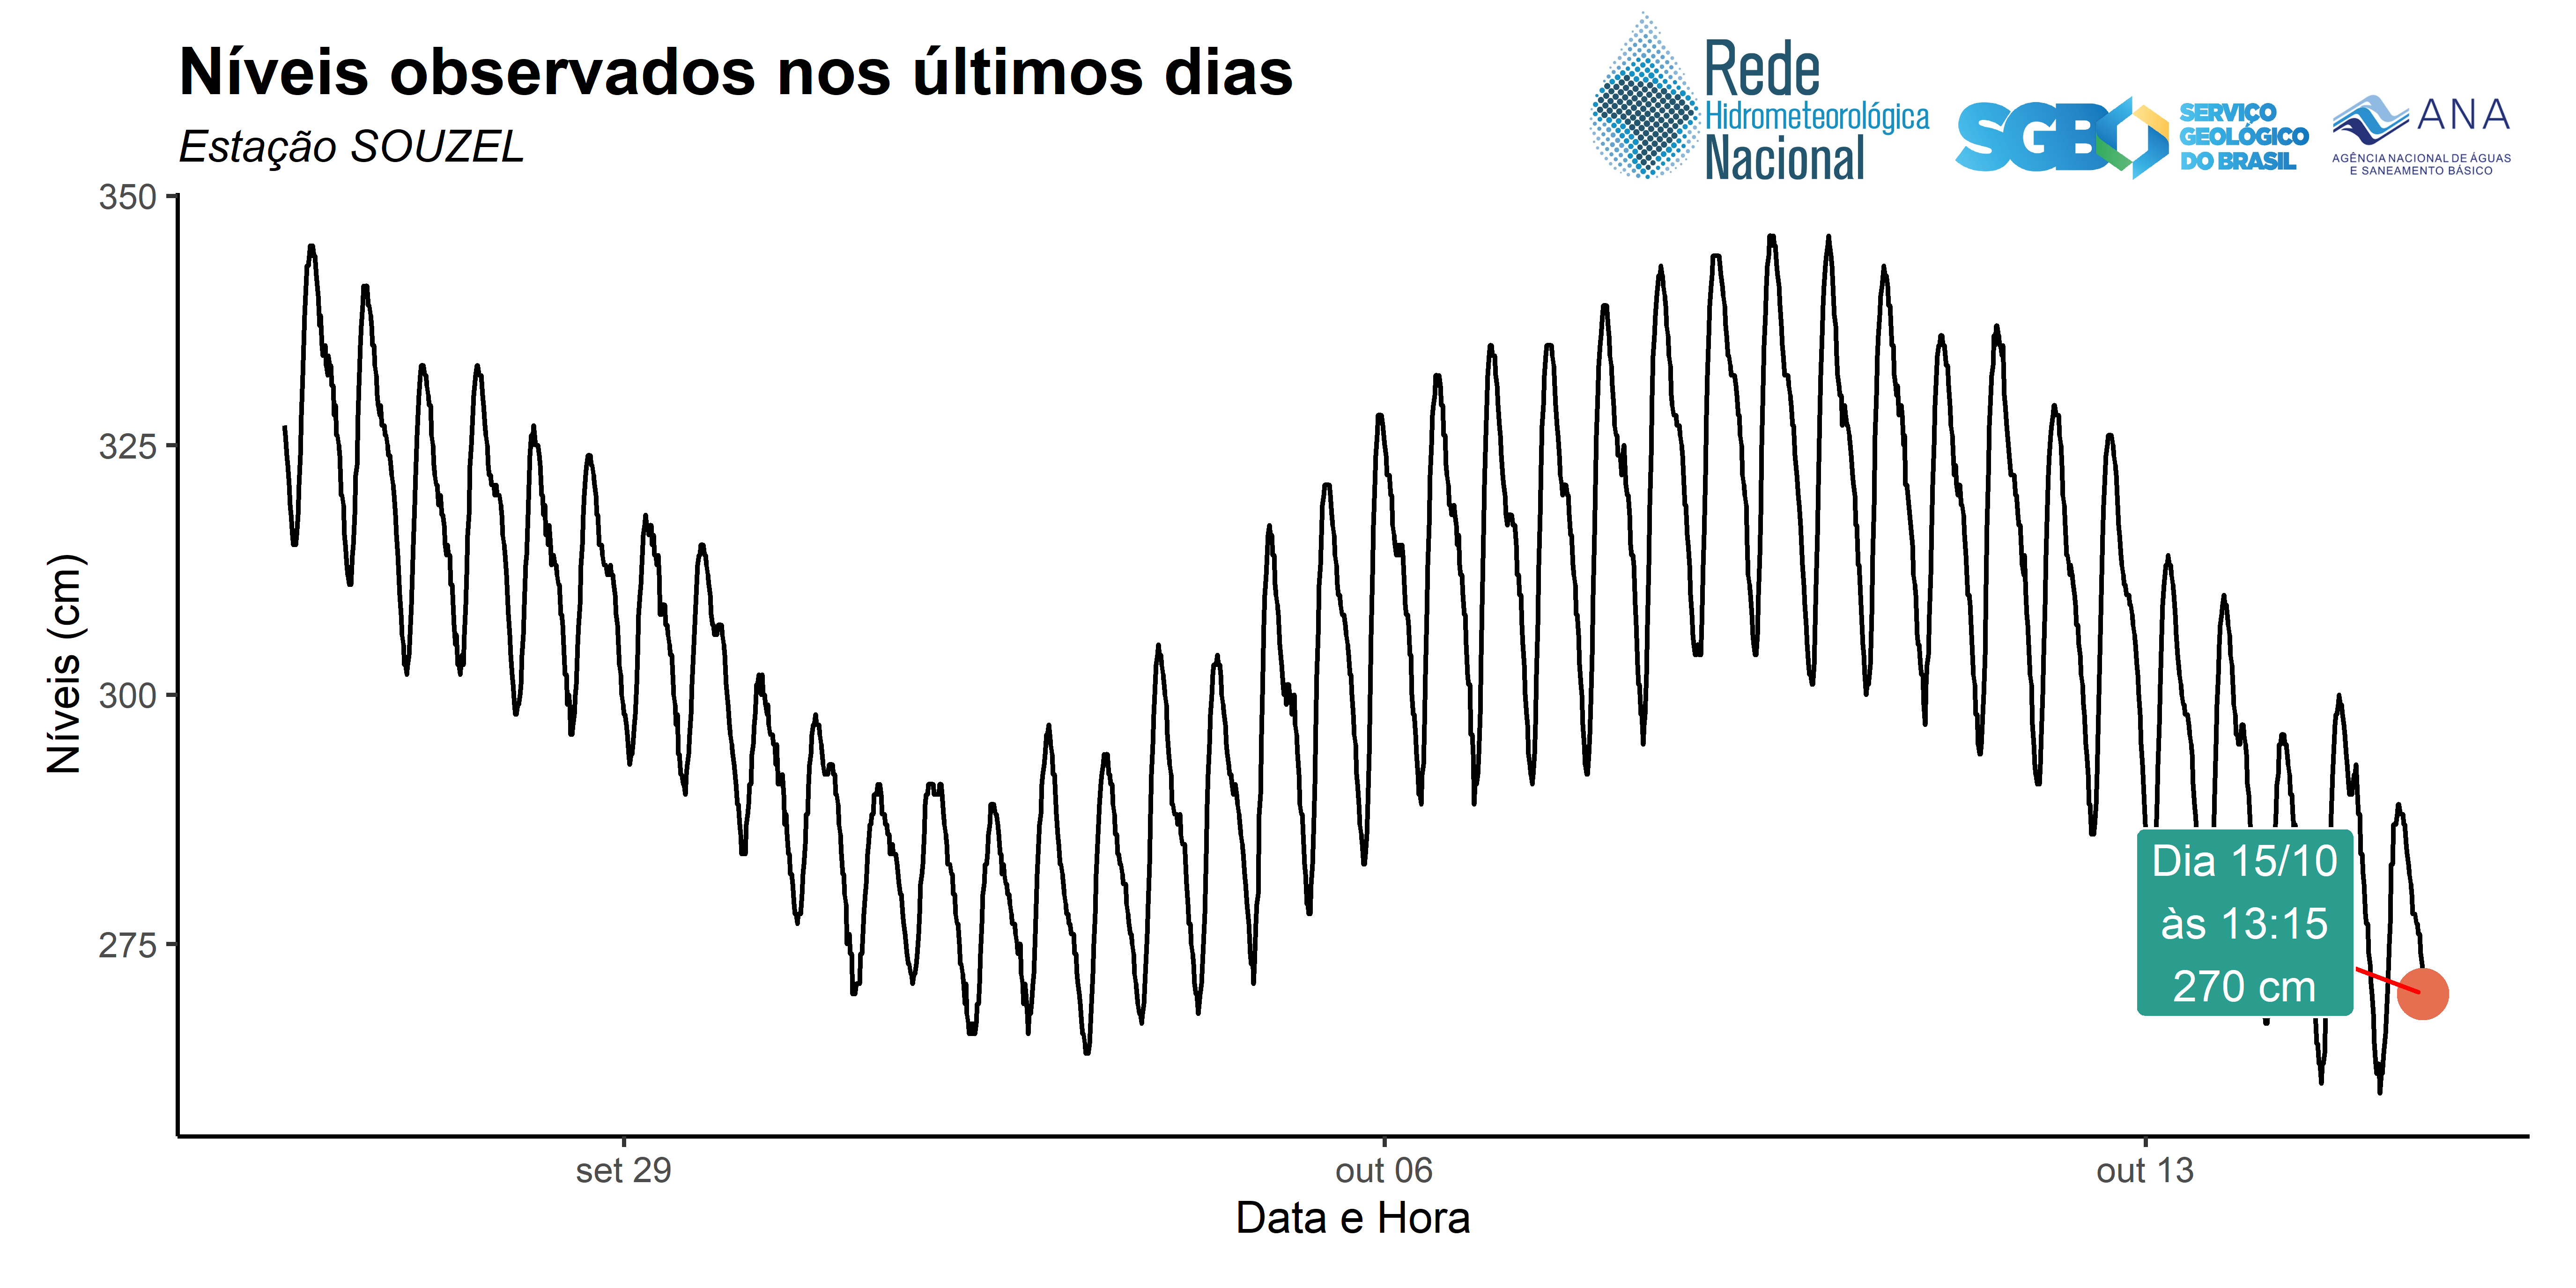 Níveis observados nos últimos dias
Estação SOUZEL
Rede
Hidrometeorológica
Nacional
SGB
SERVIÇO
GEOLÓGICO
DO BRASIL
ANA
AGÊNCIA NACIONAL DE ÁGUAS
E SANEAMENTO BÁSICO
350
325
300
275
Níveis (cm)
Dia 15/10
às 13:15
270 cm
set 29
out 06
out 13
Data e Hora